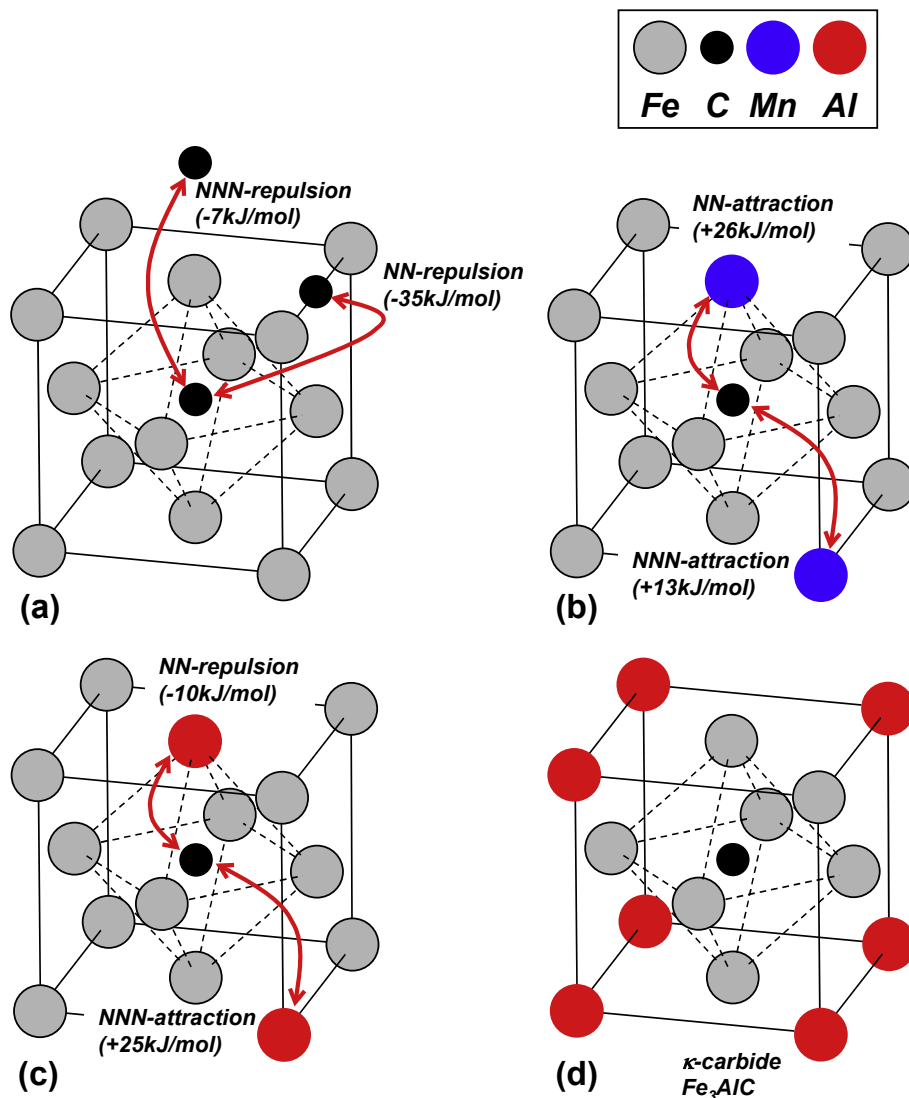 Fe C Mn Al
NNN-repulsion
(-7kJ/mol)
NN-repulsion
(-35kJ/mol)
(a)
NN-attraction
(+26kJ/mol)
NNN-attraction
(+13kJ/mol)
(b)
NN-repulsion
(-10kJ/mol)
NNN-attraction
(+25kJ/mol)
(c)
κ-carbide
Fe₃AlC
(d)